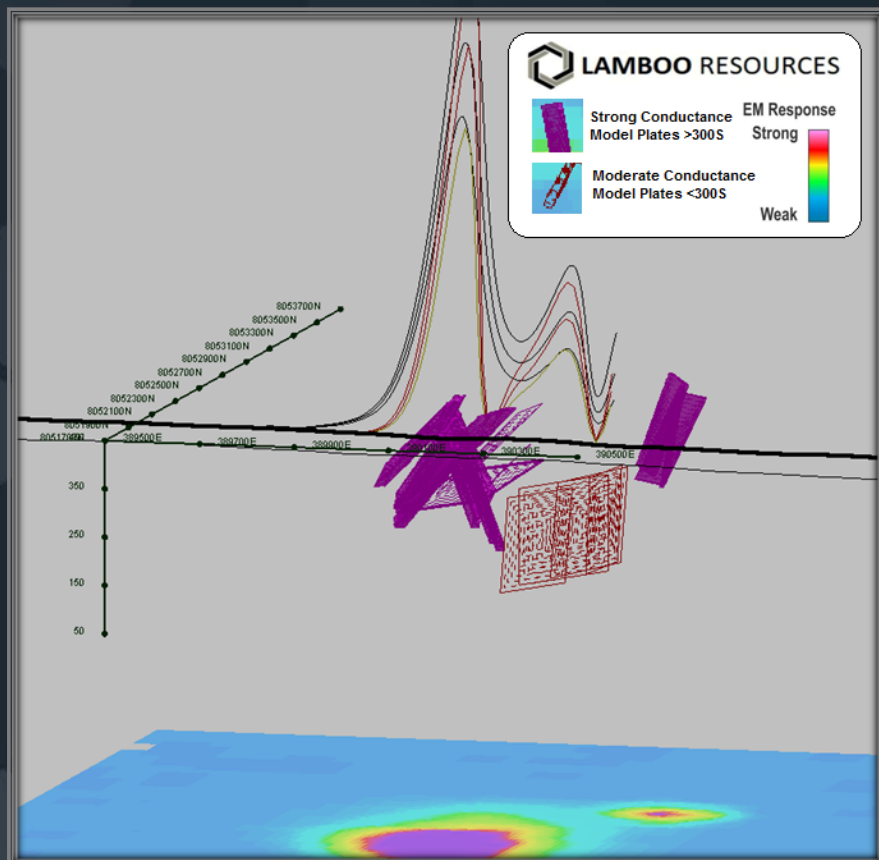 LAMBOO RESOURCES
Strong Conductance
Model Plates >300S
Moderate Conductance
Model Plates <300S
EM Response
Strong
Weak
8053700N
8053500N
8053300N
8053100N
8052900N
8052700N
8052500N
8052300N
8052100N
8051900N
389500E
389700E
389900E
390300E
390500E
350
250
150
50